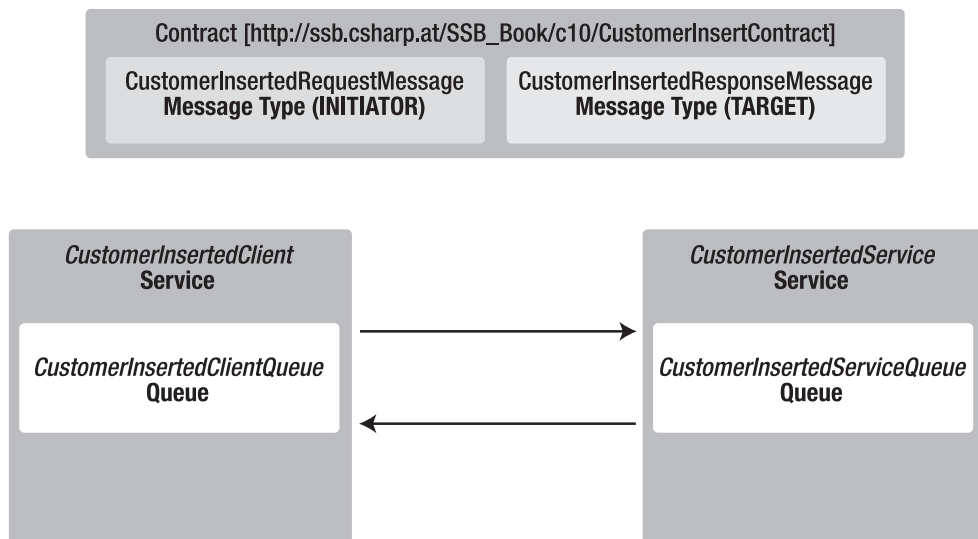 Contract [http://ssb.csharp.at/SSB_Book/c10/CustomerInsertContract]
CustomerInsertedRequestMessage
Message Type (INITIATOR)
CustomerInsertedResponseMessage
Message Type (TARGET)
CustomerInsertedClient
Service
CustomerInsertedClientQueue
Queue
CustomerInsertedService
Service
CustomerInsertedServiceQueue
Queue